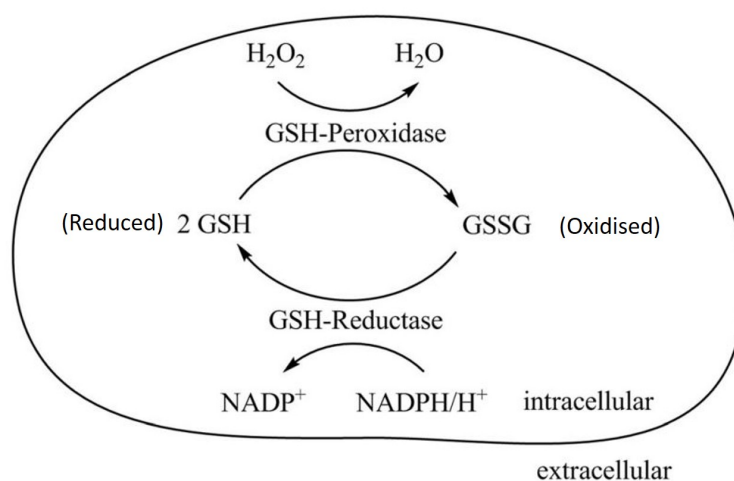 H₂O₂ H₂O
GSH-Peroxidase
(Reduced) 2 GSH GSSG (Oxidised)
GSH-Reductase
NADP⁺ NADPH/H⁺ intracellular
extracellular